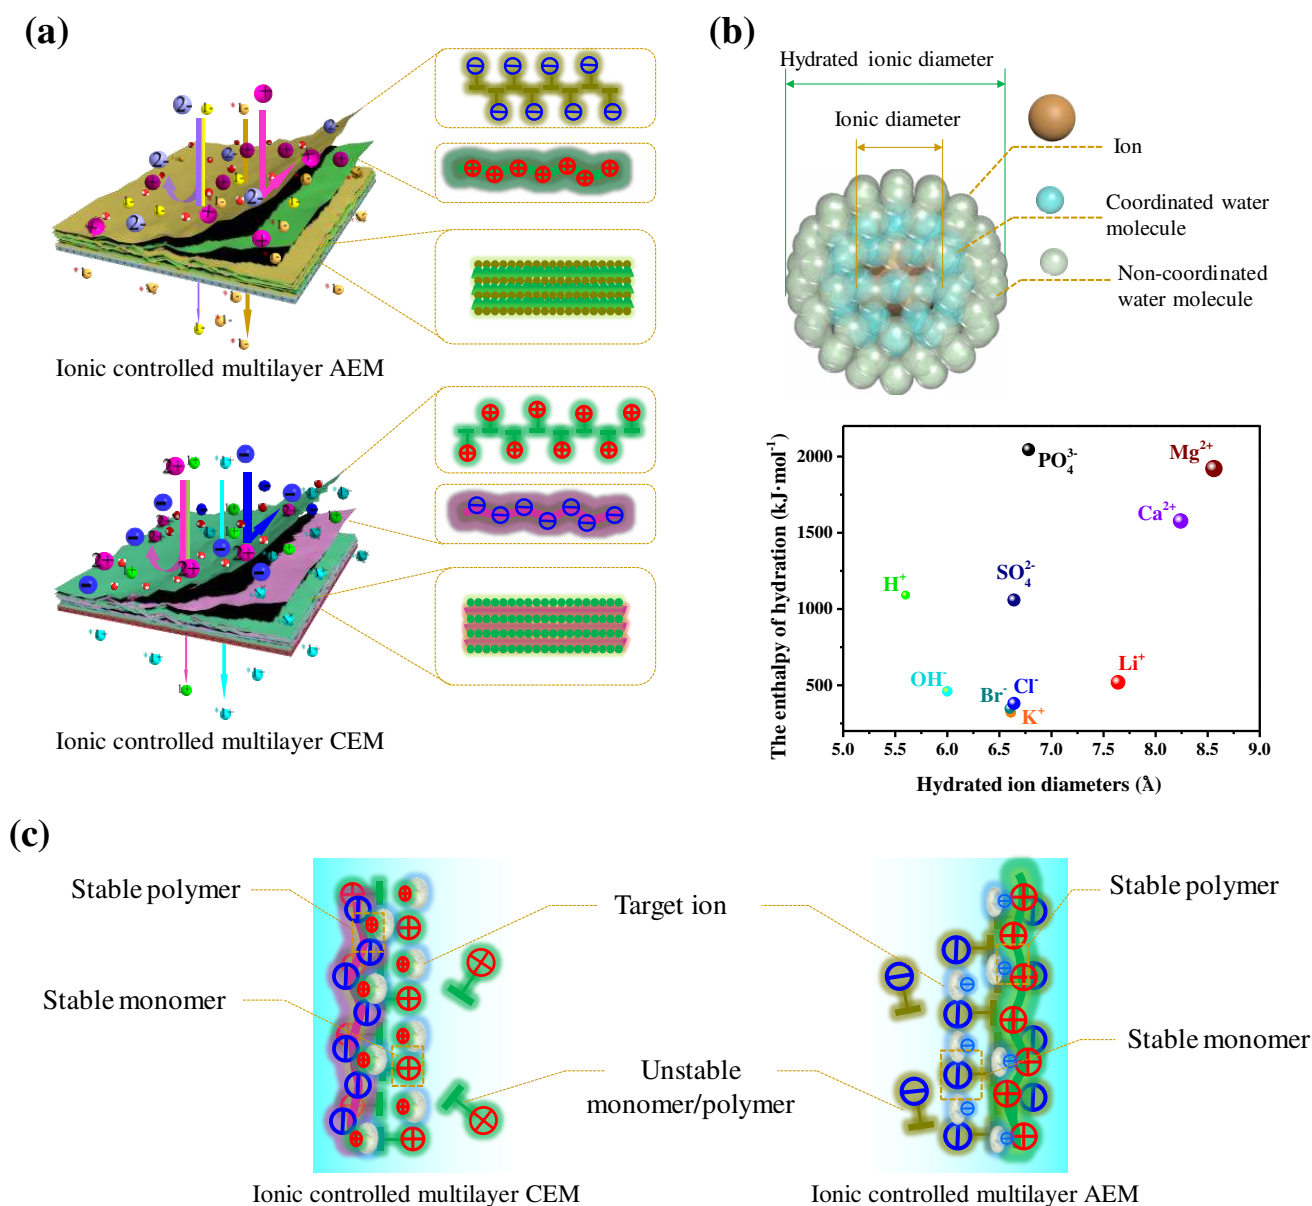 (a)
Ionic controlled multilayer AEM
Ionic controlled multilayer CEM
(b)
Hydrated ionic diameter
Ionic diameter
Ion
Coordinated water
molecule
Non-coordinated
water molecule
The enthalpy of hydration (kJ·mol⁻¹)
2000
1500
1000
500
PO₄³⁻
Mg²⁺
Ca²⁺
SO₄²⁻
H⁺
OH⁻
Br⁻
Cl⁻
K⁺
Li⁺
5.0 5.5 6.0 6.5 7.0 7.5 8.0 8.5 9.0
Hydrated ion diameters (Å)
(c)
Stable polymer
Stable monomer
Target ion
Unstable
monomer/polymer
Stable polymer
Stable monomer
Ionic controlled multilayer CEM
Ionic controlled multilayer AEM